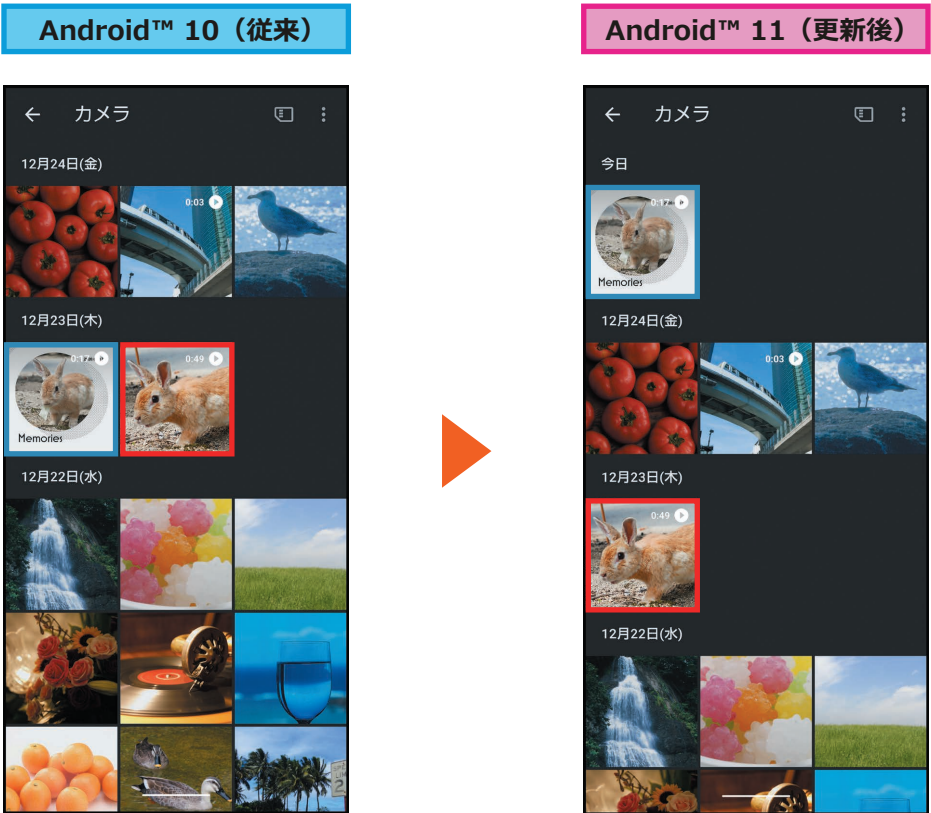 Android™ 10（従来）
カメラ
12月24日(金)
0:03
12月23日(木)
0:17
0:49
Memories
12月22日(水)
Android™ 11（更新後）
カメラ
今日
0:17
Memories
12月24日(金)
0:03
12月23日(木)
0:49
12月22日(水)